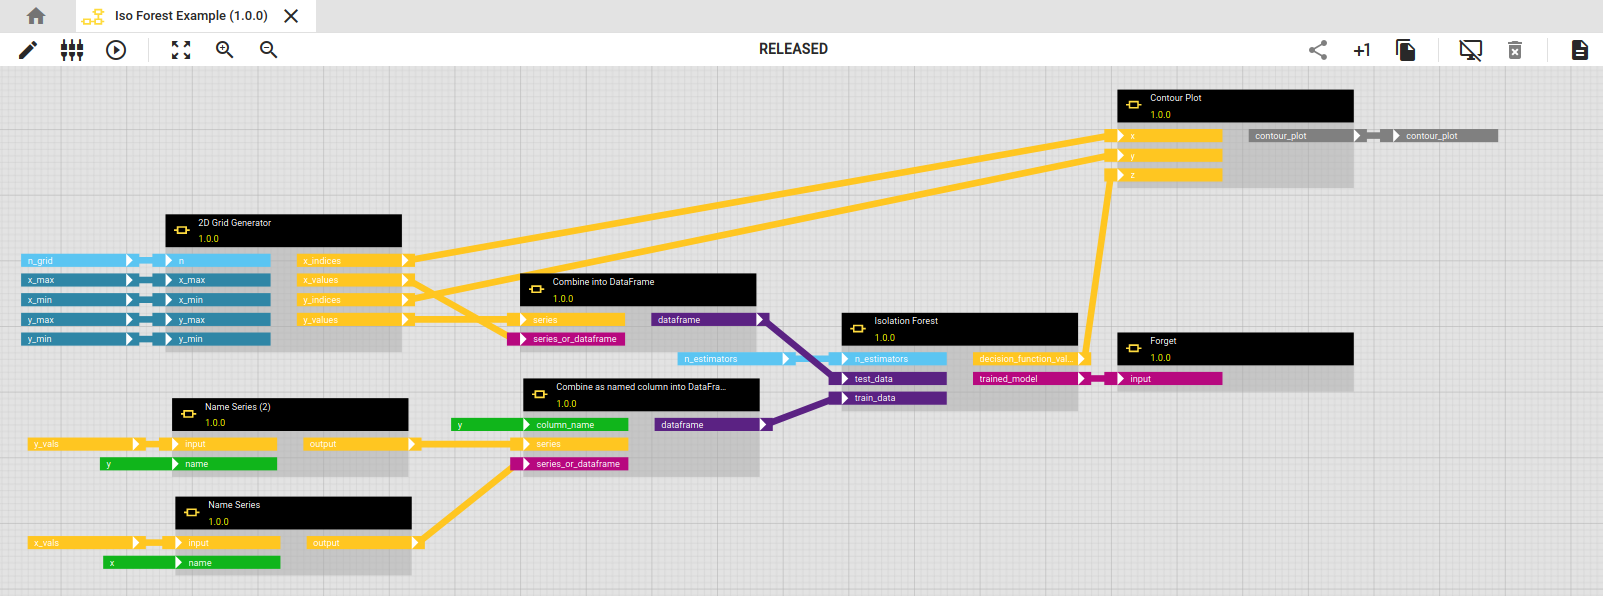 Iso Forest Example (1.0.0)
RELEASED
+1
Contour Plot
1.0.0
x
y
z
contour_plot
contour_plot
2D Grid Generator
1.0.0
n_grid
n
x_indices
x_max
x_max
x_values
x_min
x_min
y_indices
y_max
y_max
y_values
y_min
y_min
Combine into DataFrame
1.0.0
series
dataframe
series_or_dataframe
Isolation Forest
1.0.0
n_estimators
n_estimators
decision_function_val...
test_data
trained_model
train_data
Forget
1.0.0
input
Combine as named column into DataFra...
1.0.0
y
column_name
dataframe
series
series_or_dataframe
Name Series (2)
1.0.0
y_vals
input
output
y
name
Name Series
1.0.0
x_vals
input
output
x
name